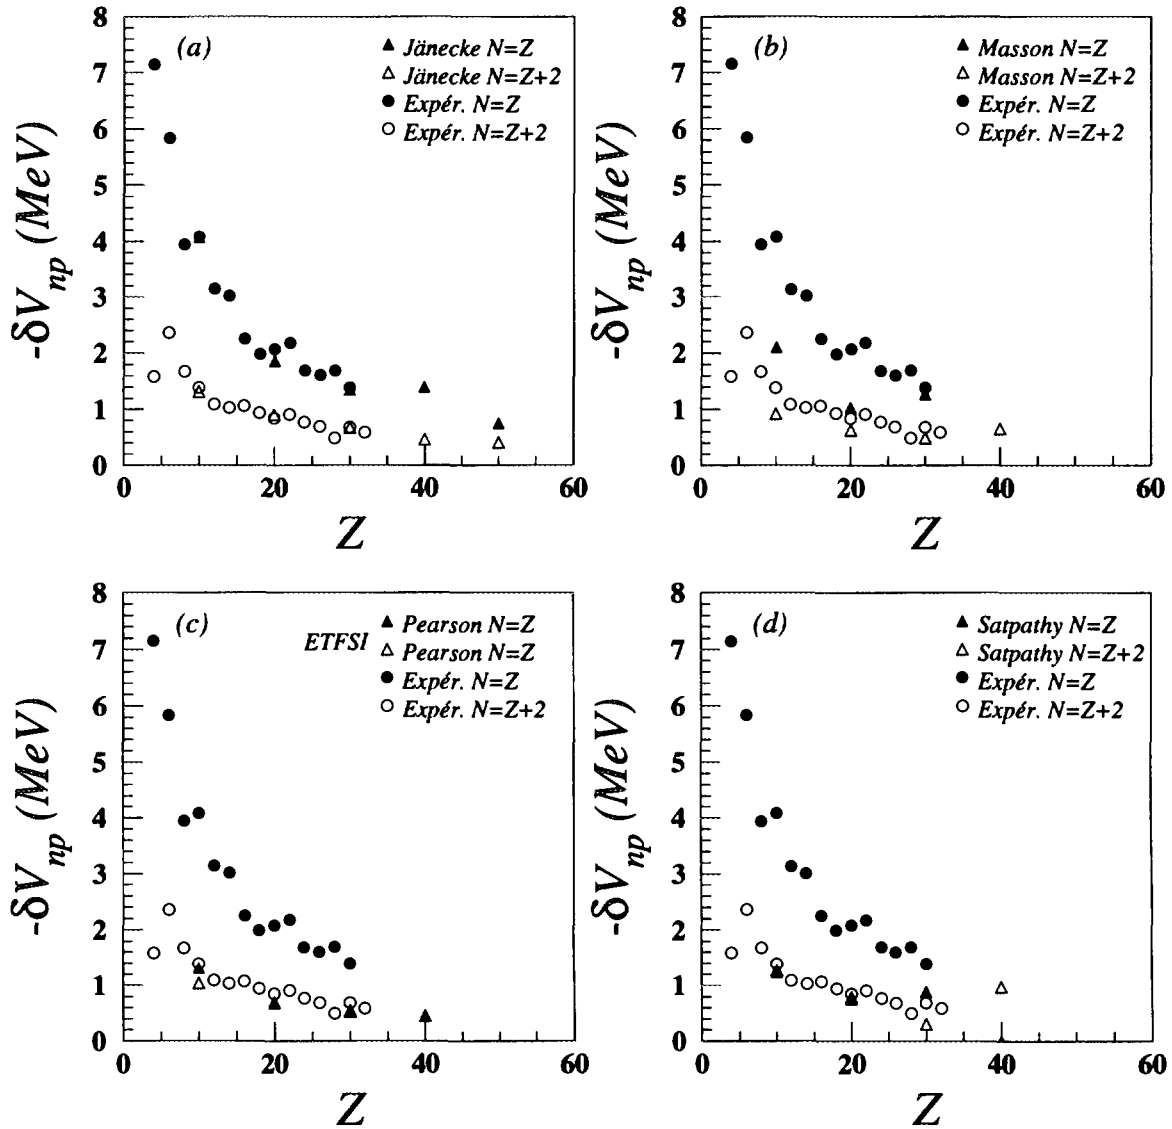 (a)
▲ Jänecke N=Z
△ Jänecke N=Z+2
● Expér. N=Z
○ Expér. N=Z+2
-δV_np (MeV)
8
7
6
5
4
3
2
1
0
0 20 40 60
Z
(b)
▲ Masson N=Z
△ Masson N=Z+2
● Expér. N=Z
○ Expér. N=Z+2
-δV_np (MeV)
8
7
6
5
4
3
2
1
0
0 20 40 60
Z
(c)
ETFSI
▲ Pearson N=Z
△ Pearson N=Z
● Expér. N=Z
○ Expér. N=Z+2
-δV_np (MeV)
8
7
6
5
4
3
2
1
0
0 20 40 60
Z
(d)
▲ Satpathy N=Z
△ Satpathy N=Z+2
● Expér. N=Z
○ Expér. N=Z+2
-δV_np (MeV)
8
7
6
5
4
3
2
1
0
0 20 40 60
Z